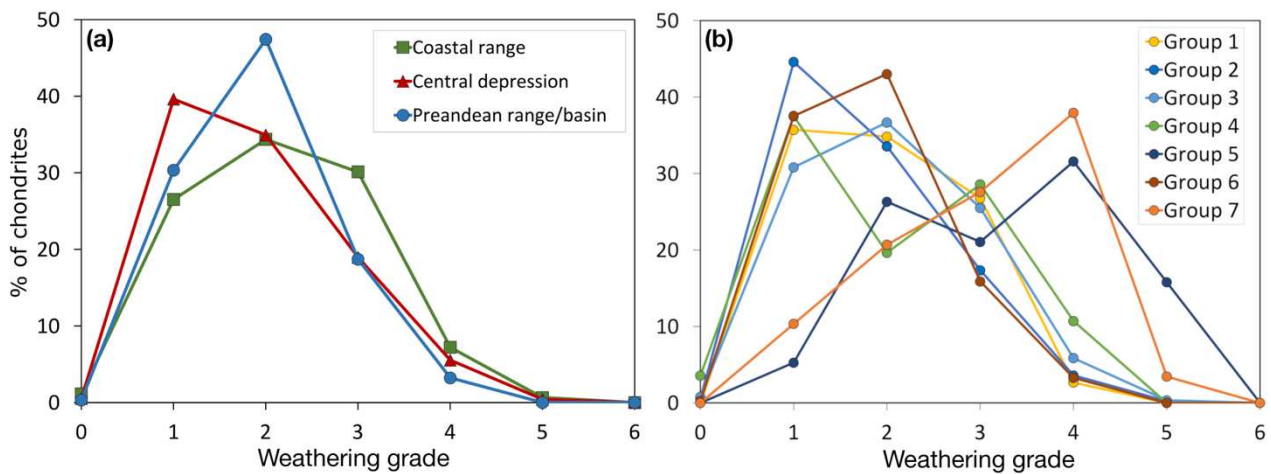 (a)
% of chondrites
50
40
30
20
10
0
0 1 2 3 4 5 6
Weathering grade
Coastal range
Central depression
Preandean range/basin
(b)
50
40
30
20
10
0
0 1 2 3 4 5 6
Weathering grade
Group 1
Group 2
Group 3
Group 4
Group 5
Group 6
Group 7